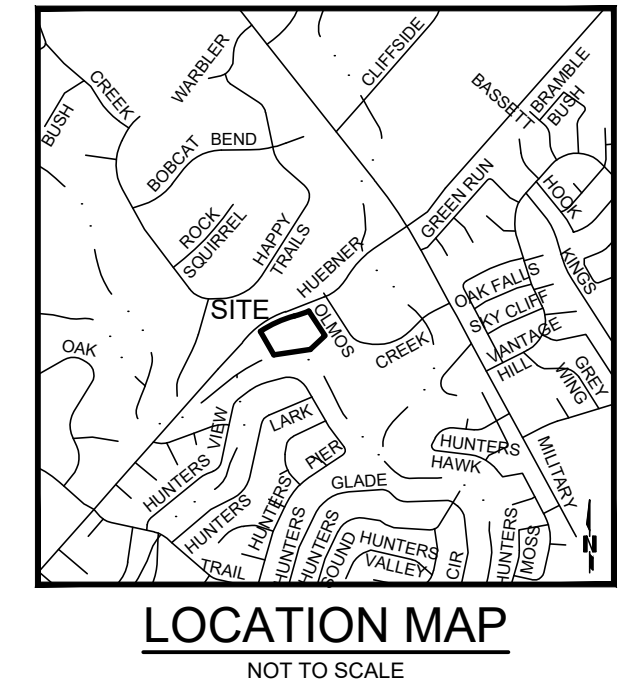 WARBLER
CLIFFSIDE
CREEK
BUSH
BASSETT
BRAMBLE
BUSH
BOBCAT BEND
GREEN RUN
HOCK
ROCK
SQUIRREL
HAPPY
TRAILS
HUEBNER
KINGS
SITE
OAK FALLS
SKY CLIFF
OLMOS
CREEK
VANTAGE
HILL
GREY
WING
OAK
VIEW
HUNTERS
LARK
HUNTERS
PIER
HUNTERS
HUNTERS
HAWK
MILITARY
GLADE
HUNTERS
HUNTERS
SOUND
HUNTERS
VALLEY
CIR
HUNTERS
MOSS
TRAIL
N
LOCATION MAP
NOT TO SCALE